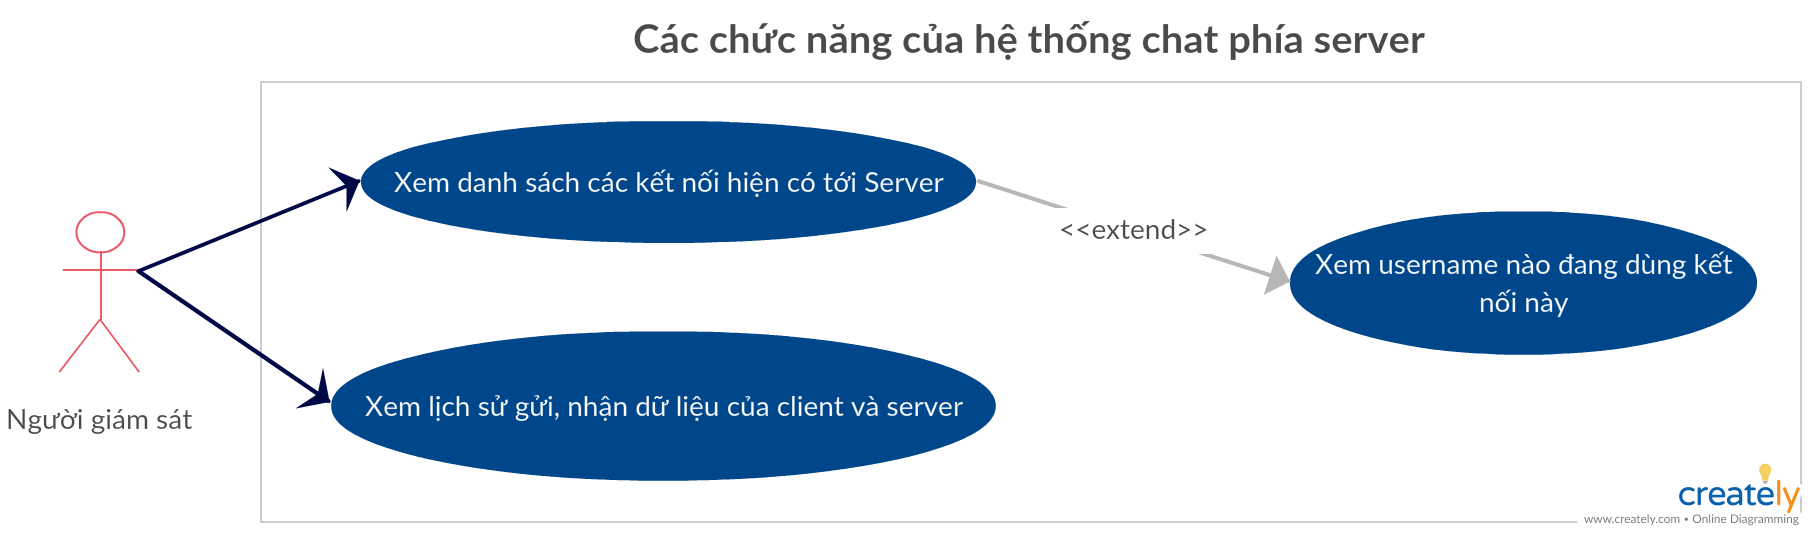 Các chức năng của hệ thống chat phía server
Xem danh sách các kết nối hiện có tới Server
<<extend>>
Xem username nào đang dùng kết
nối này
Xem lịch sử gửi, nhận dữ liệu của client và server
Người giám sát
creately
www.creately.com • Online Diagramming